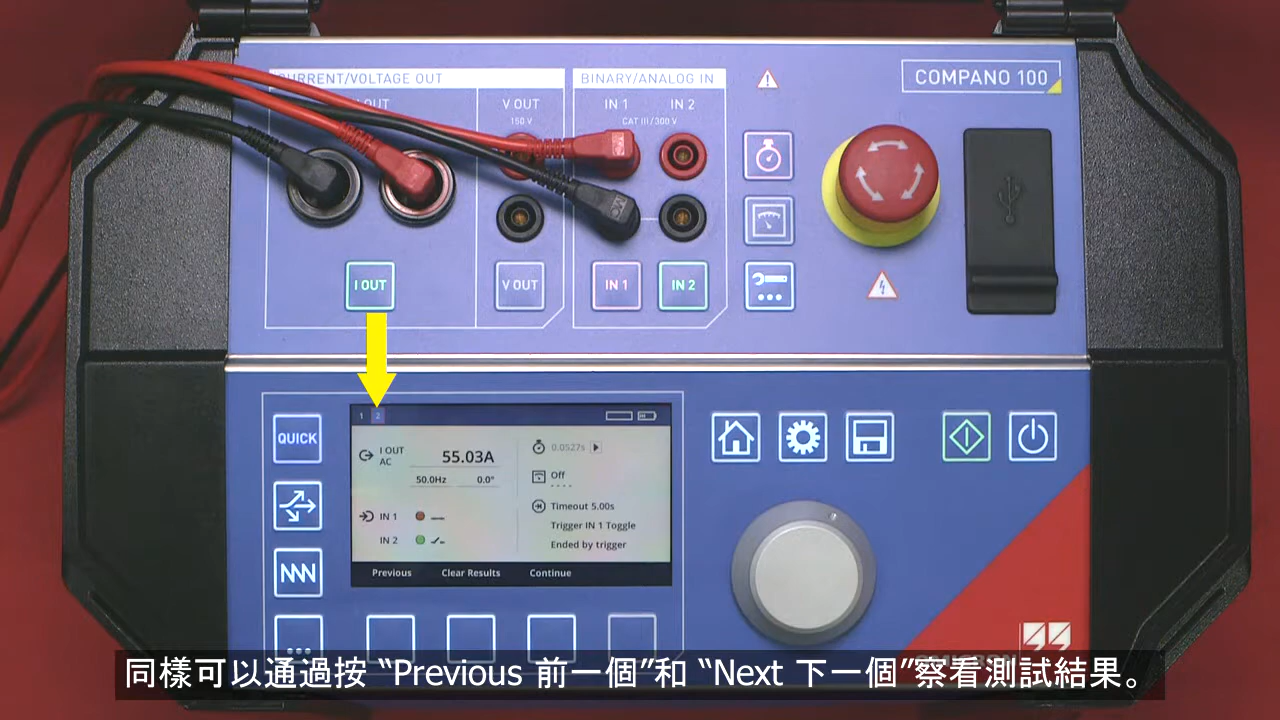 CURRENT/VOLTAGE OUT
BINARY/ANALOG IN
COMPANO 100
OUT
V OUT
150 V
IN 1
IN 2
CAT III/300 V
I OUT
V OUT
IN 1
IN 2
1 2
QUICK
I OUT
AC
55.03A
50.0Hz
0.0°
IN 1
IN 2
0.0527s
Off
Timeout 5.00s
Trigger IN 1 Toggle
Ended by trigger
Previous
Clear Results
Continue
同樣可以通過按 “Previous 前一個”和 “Next 下一個”察看測試結果。